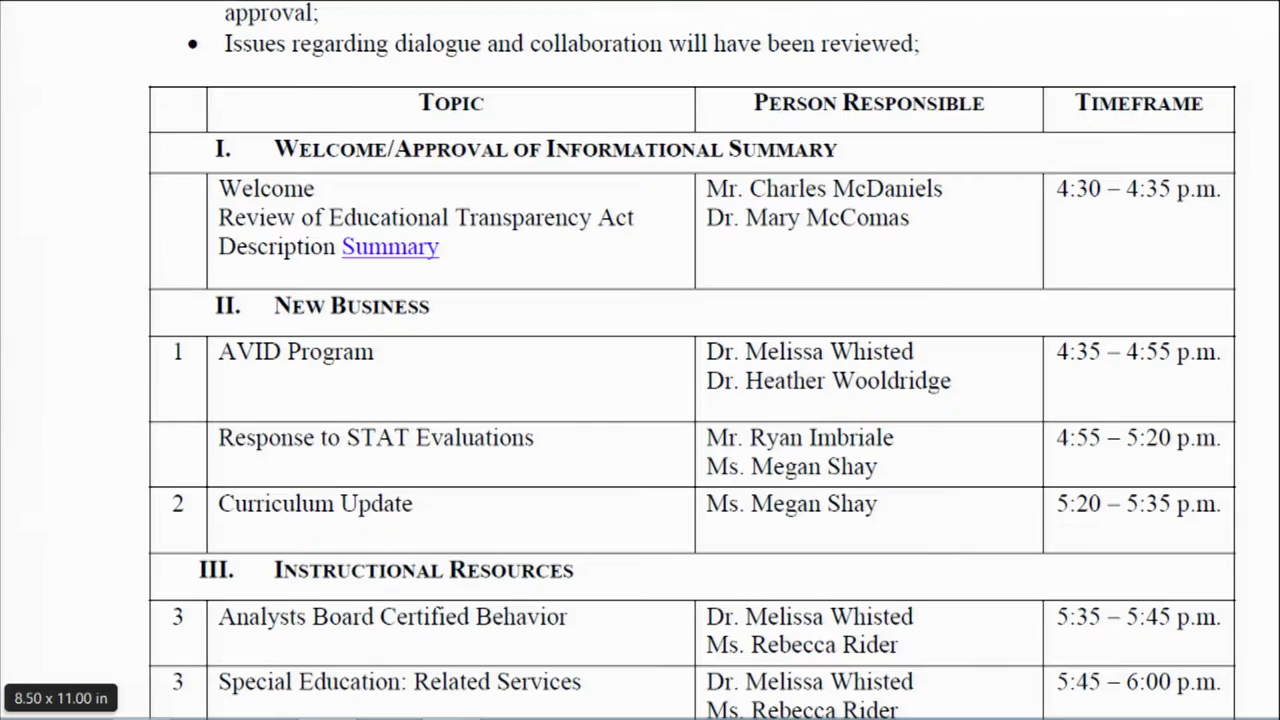 approval;
• Issues regarding dialogue and collaboration will have been reviewed;
TOPIC PERSON RESPONSIBLE TIMEFRAME
I. WELCOME/APPROVAL OF INFORMATIONAL SUMMARY
Welcome Mr. Charles McDaniels 4:30 – 4:35 p.m.
Review of Educational Transparency Act Dr. Mary McComas
Description Summary
II. NEW BUSINESS
1 AVID Program Dr. Melissa Whisted 4:35 – 4:55 p.m.
Dr. Heather Wooldridge
Response to STAT Evaluations Mr. Ryan Imbriale 4:55 – 5:20 p.m.
Ms. Megan Shay
2 Curriculum Update Ms. Megan Shay 5:20 – 5:35 p.m.
III. INSTRUCTIONAL RESOURCES
3 Analysts Board Certified Behavior Dr. Melissa Whisted 5:35 – 5:45 p.m.
Ms. Rebecca Rider
3 Special Education: Related Services Dr. Melissa Whisted 5:45 – 6:00 p.m.
Ms. Rebecca Rider
8.50 x 11.00 in